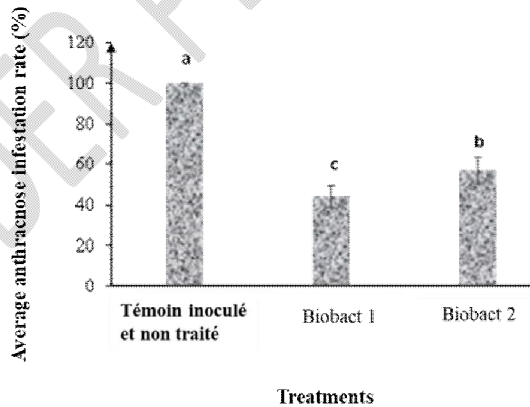 Average anthracnose infestation rate (%)
120
100
80
60
40
20
0
a
c
b
Témoin inoculé
et non traité
Biobact 1
Biobact 2
Treatments